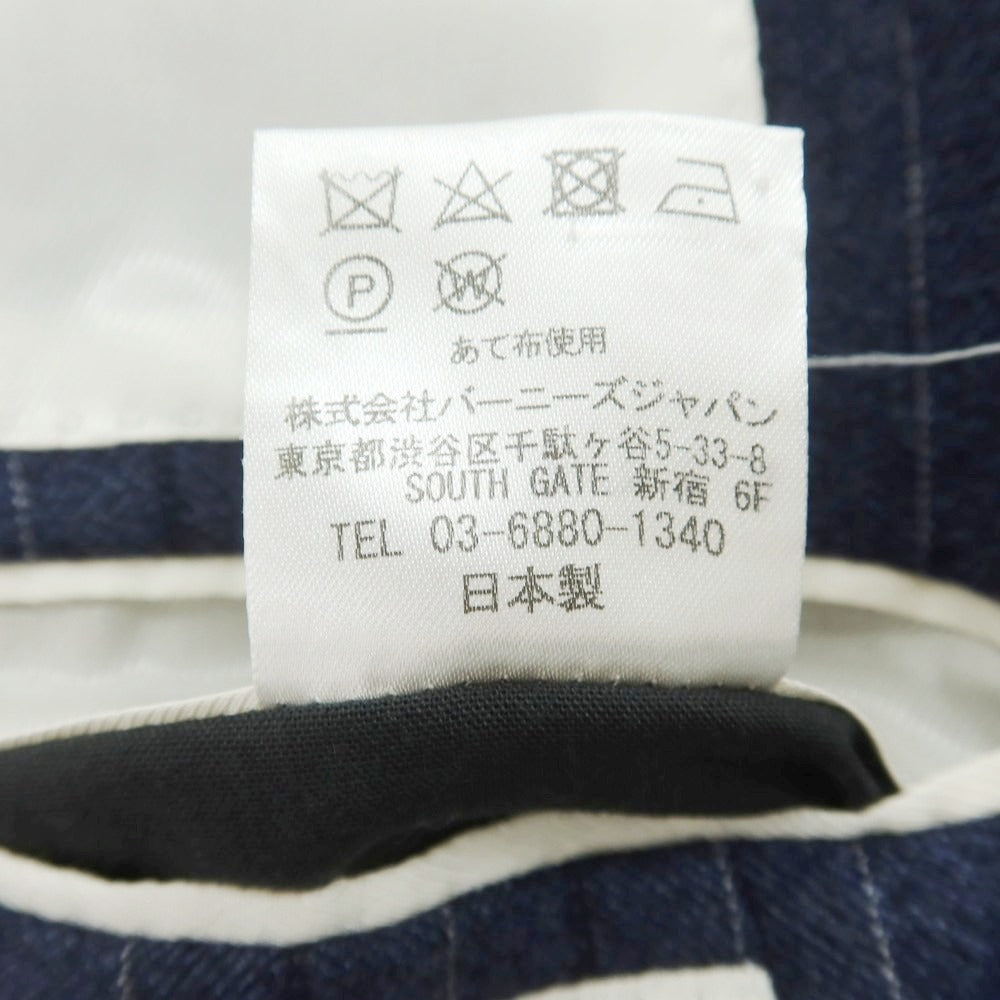 P W
あて布使用
株式会社バーニーズジャパン
東京都渋谷区千駄ヶ谷5-33-8
SOUTH GATE 新宿 6F
TEL 03-6880-1340
日本製